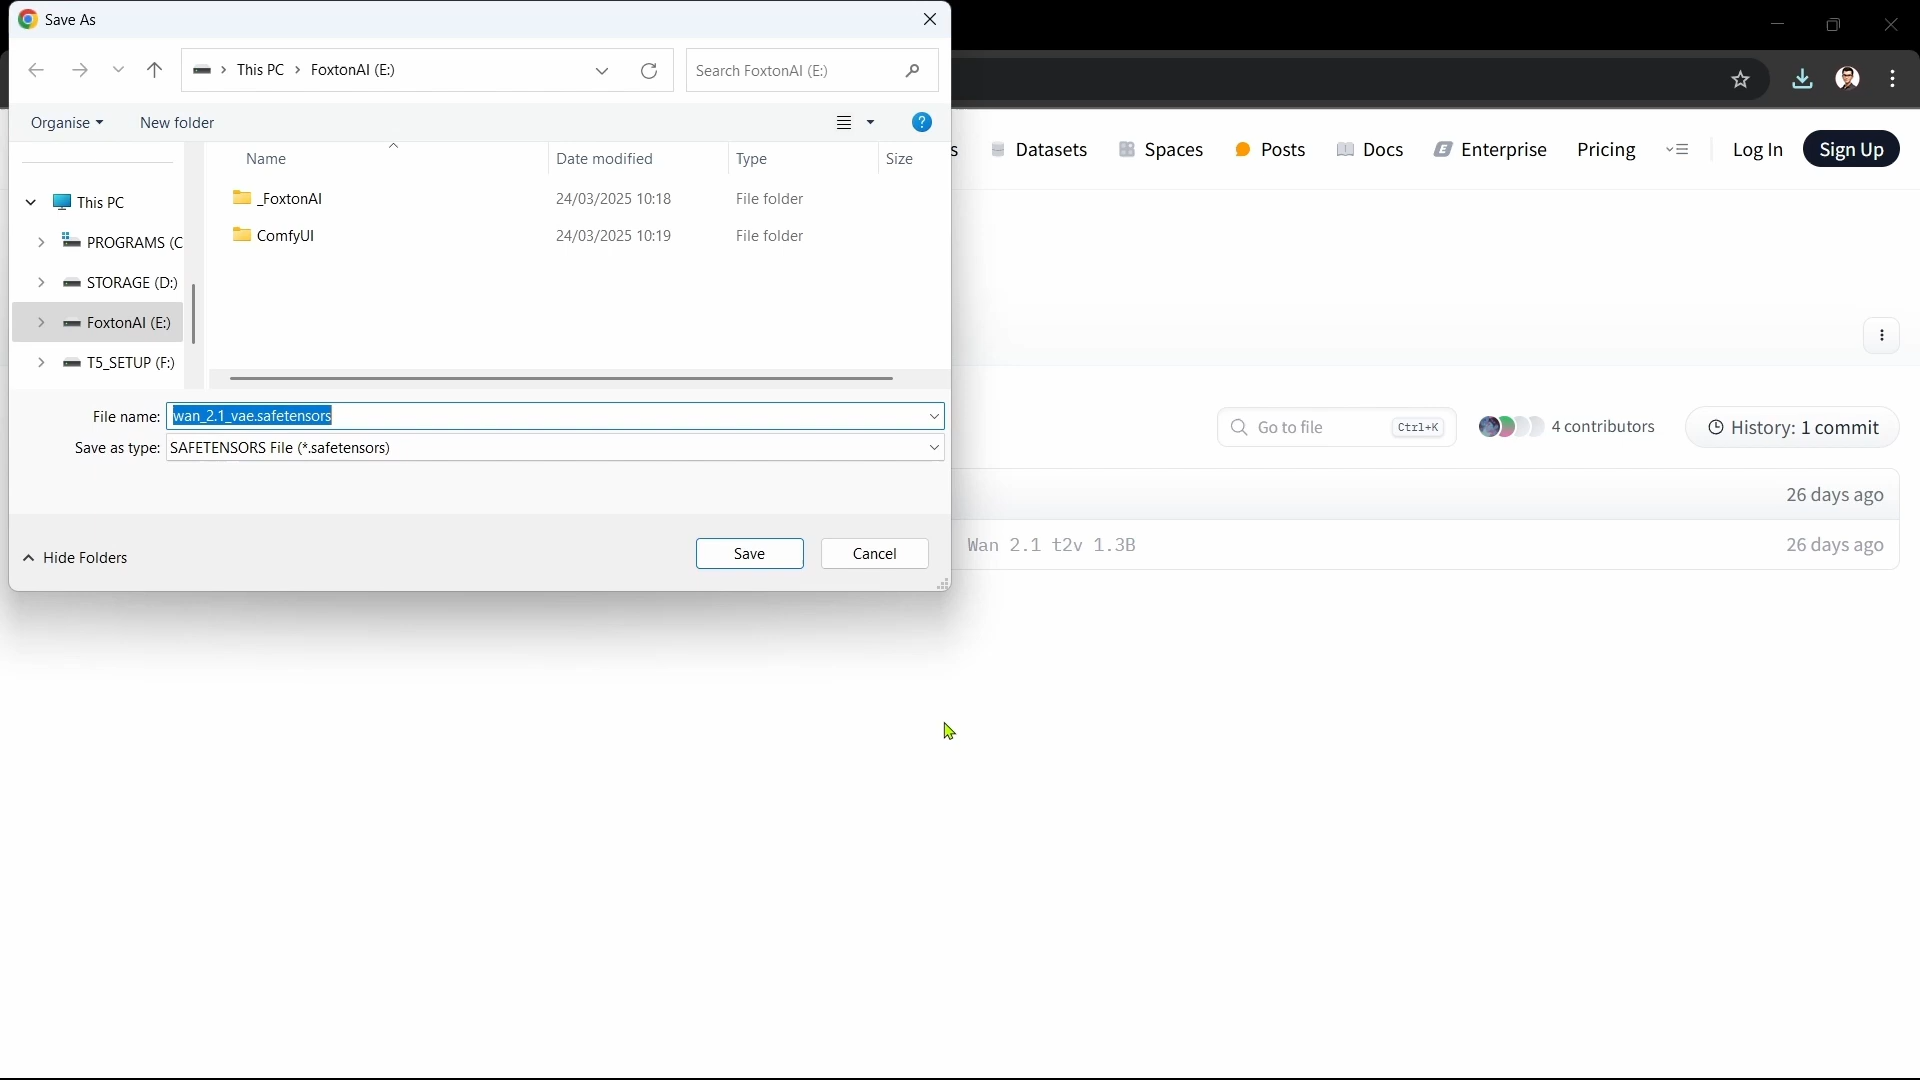 Save As
This PC > FoxtonAI (E:)
Search FoxtonAI (E:)
Organise
New folder
Name
Date modified
Type
Size
_FoxtonAI
24/03/2025 10:18
File folder
ComfyUI
24/03/2025 10:19
File folder
This PC
PROGRAMS (C
STORAGE (D:)
FoxtonAI (E:)
T5_SETUP (F:)
File name: wan_2.1_vae.safetensors
Save as type: SAFETENSORS File (*.safetensors)
Hide Folders
Save
Cancel
s
Datasets
Spaces
Posts
Docs
Enterprise
Pricing
Log In
Sign Up
Go to file
Ctrl+K
4 contributors
History: 1 commit
26 days ago
Wan 2.1 t2v 1.3B
26 days ago